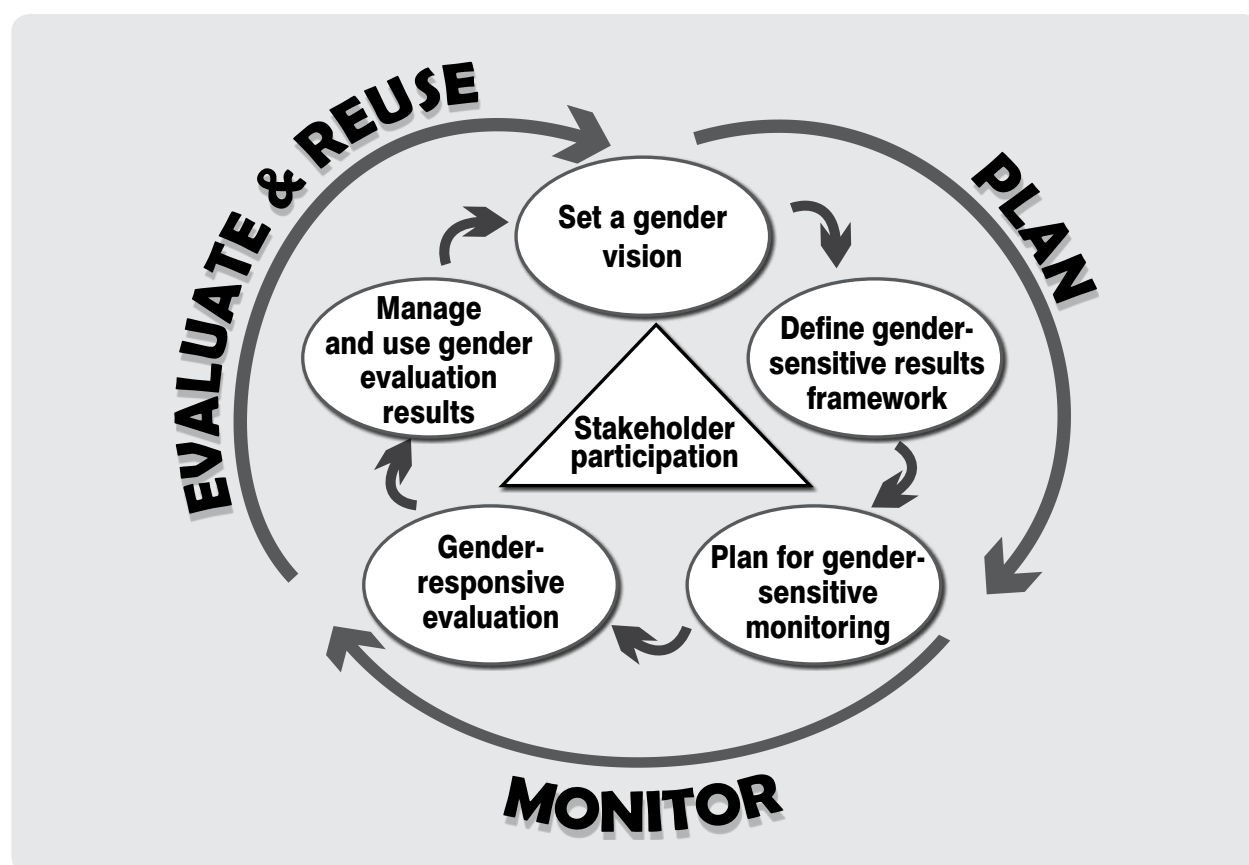 EVALUATE & REUSE
PLAN
Set a gender
vision
Define gender-
sensitive results
framework
Plan for gender-
sensitive
monitoring
Gender-
responsive
evaluation
Manage
and use gender
evaluation
results
Stakeholder
participation
MONITOR